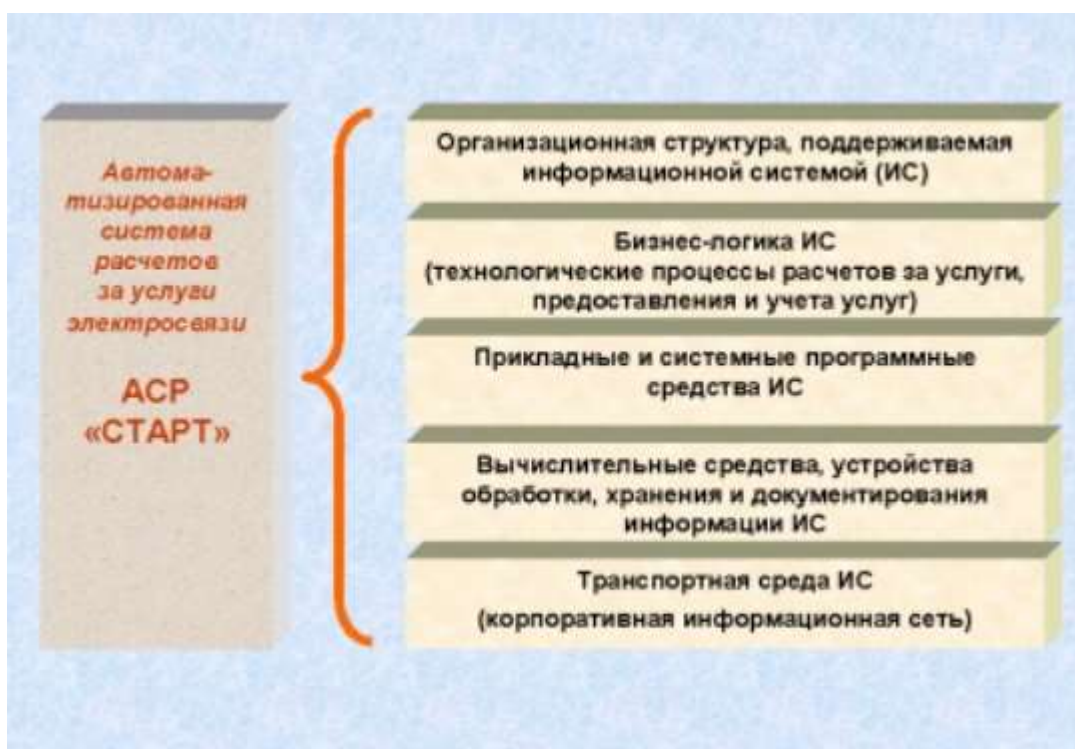 Автома-
тизированная
система
расчетов
за услуги
электросвязи
АСР
«СТАРТ»
Организационная структура, поддерживаемая
информационной системой (ИС)
Бизнес-логика ИС
(технологические процессы расчетов за услуги,
предоставления и учета услуг)
Прикладные и системные программные
средства ИС
Вычислительные средства, устройства
обработки, хранения и документирования
информации ИС
Транспортная среда ИС
(корпоративная информационная сеть)